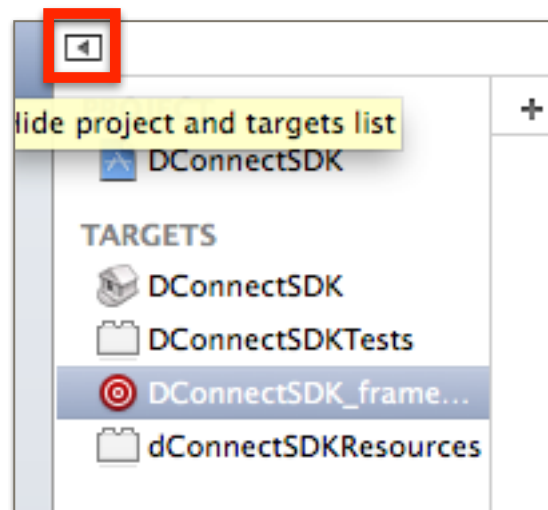 Hide project and targets list
+
DConnectSDK
TARGETS
DConnectSDK
DConnectSDKTests
DConnectSDK_frame...
dConnectSDKResources